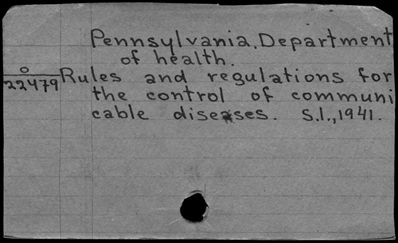 Pennsylvania. Department
of health.
o
22479 Rules and regulations for
the control of communi
cable diseases. S.l., 1941.